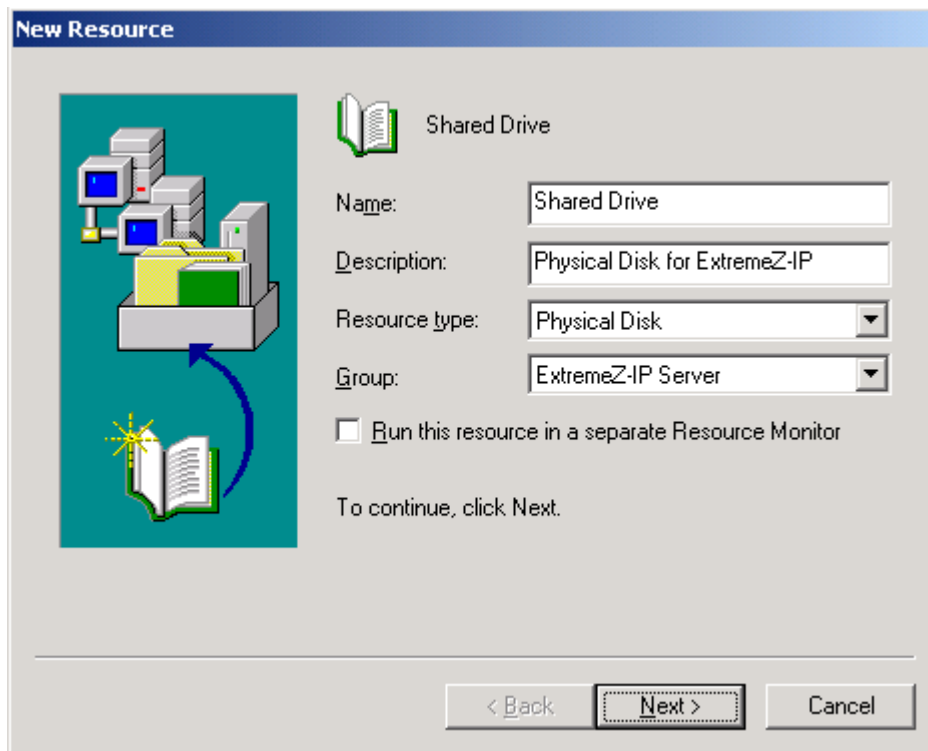 New Resource
Shared Drive
Name: Shared Drive
Description: Physical Disk for ExtremeZ-IP
Resource type: Physical Disk
Group: ExtremeZ-IP Server
Run this resource in a separate Resource Monitor
To continue, click Next.
< Back Next > Cancel